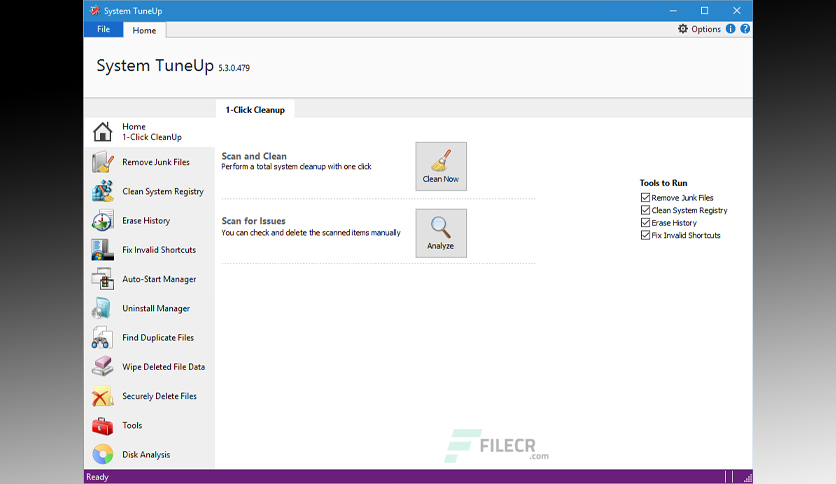 System TuneUp
File
Home
Options
System TuneUp 5.3.0.479
1-Click Cleanup
Home
1-Click CleanUp
Remove Junk Files
Clean System Registry
Erase History
Fix Invalid Shortcuts
Auto-Start Manager
Uninstall Manager
Find Duplicate Files
Wipe Deleted File Data
Securely Delete Files
Tools
Disk Analysis
Scan and Clean
Perform a total system cleanup with one click
Clean Now
Scan for Issues
You can check and delete the scanned items manually
Analyze
Tools to Run
Remove Junk Files
Clean System Registry
Erase History
Fix Invalid Shortcuts
FILECR
.com
Ready